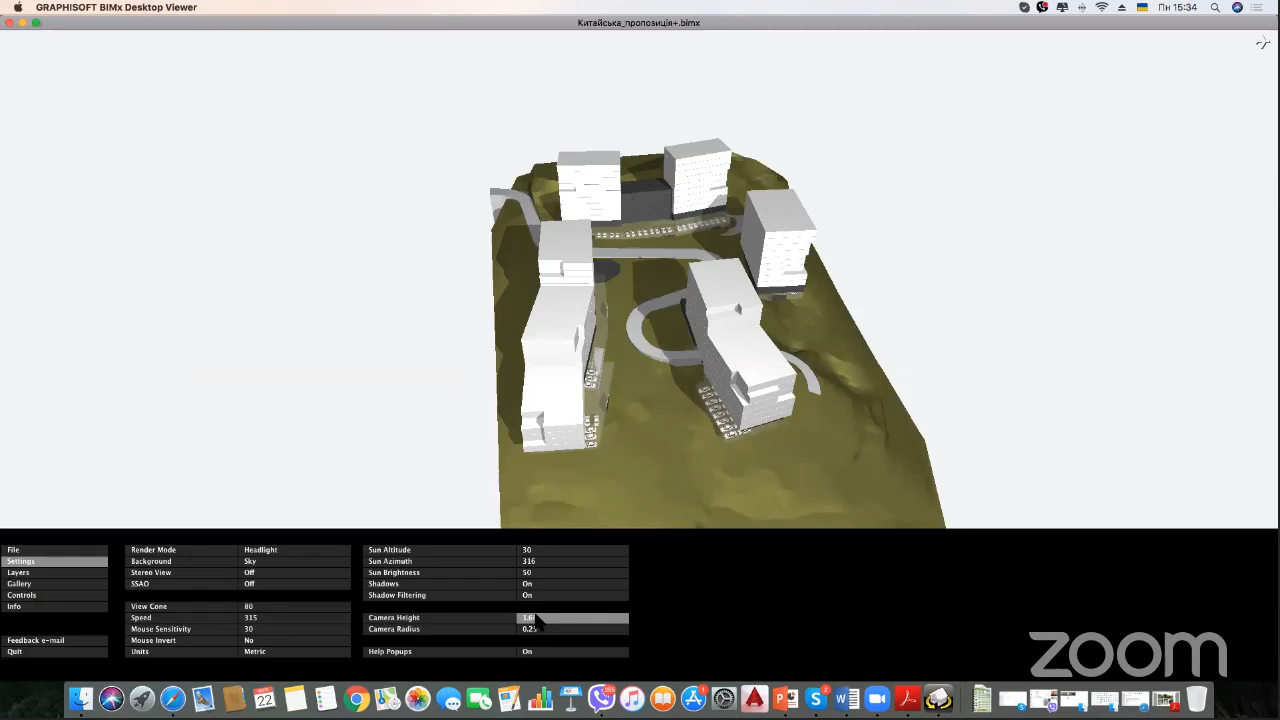 GRAPHISOFT BIMx Desktop Viewer
Пн 15:34
Китайська_пропозиція+.bimx
File
Settings
Layers
Gallery
Controls
Info
Feedback e-mail
Quit
Render Mode Headlight
Background Sky
Stereo View Off
SSAO Off
View Cone 80
Speed 315
Mouse Sensitivity 30
Mouse Invert No
Units Metric
Sun Altitude 30
Sun Azimuth 316
Sun Brightness 50
Shadows On
Shadow Filtering On
Camera Height
Camera Radius
Help Popups On
zoom
22